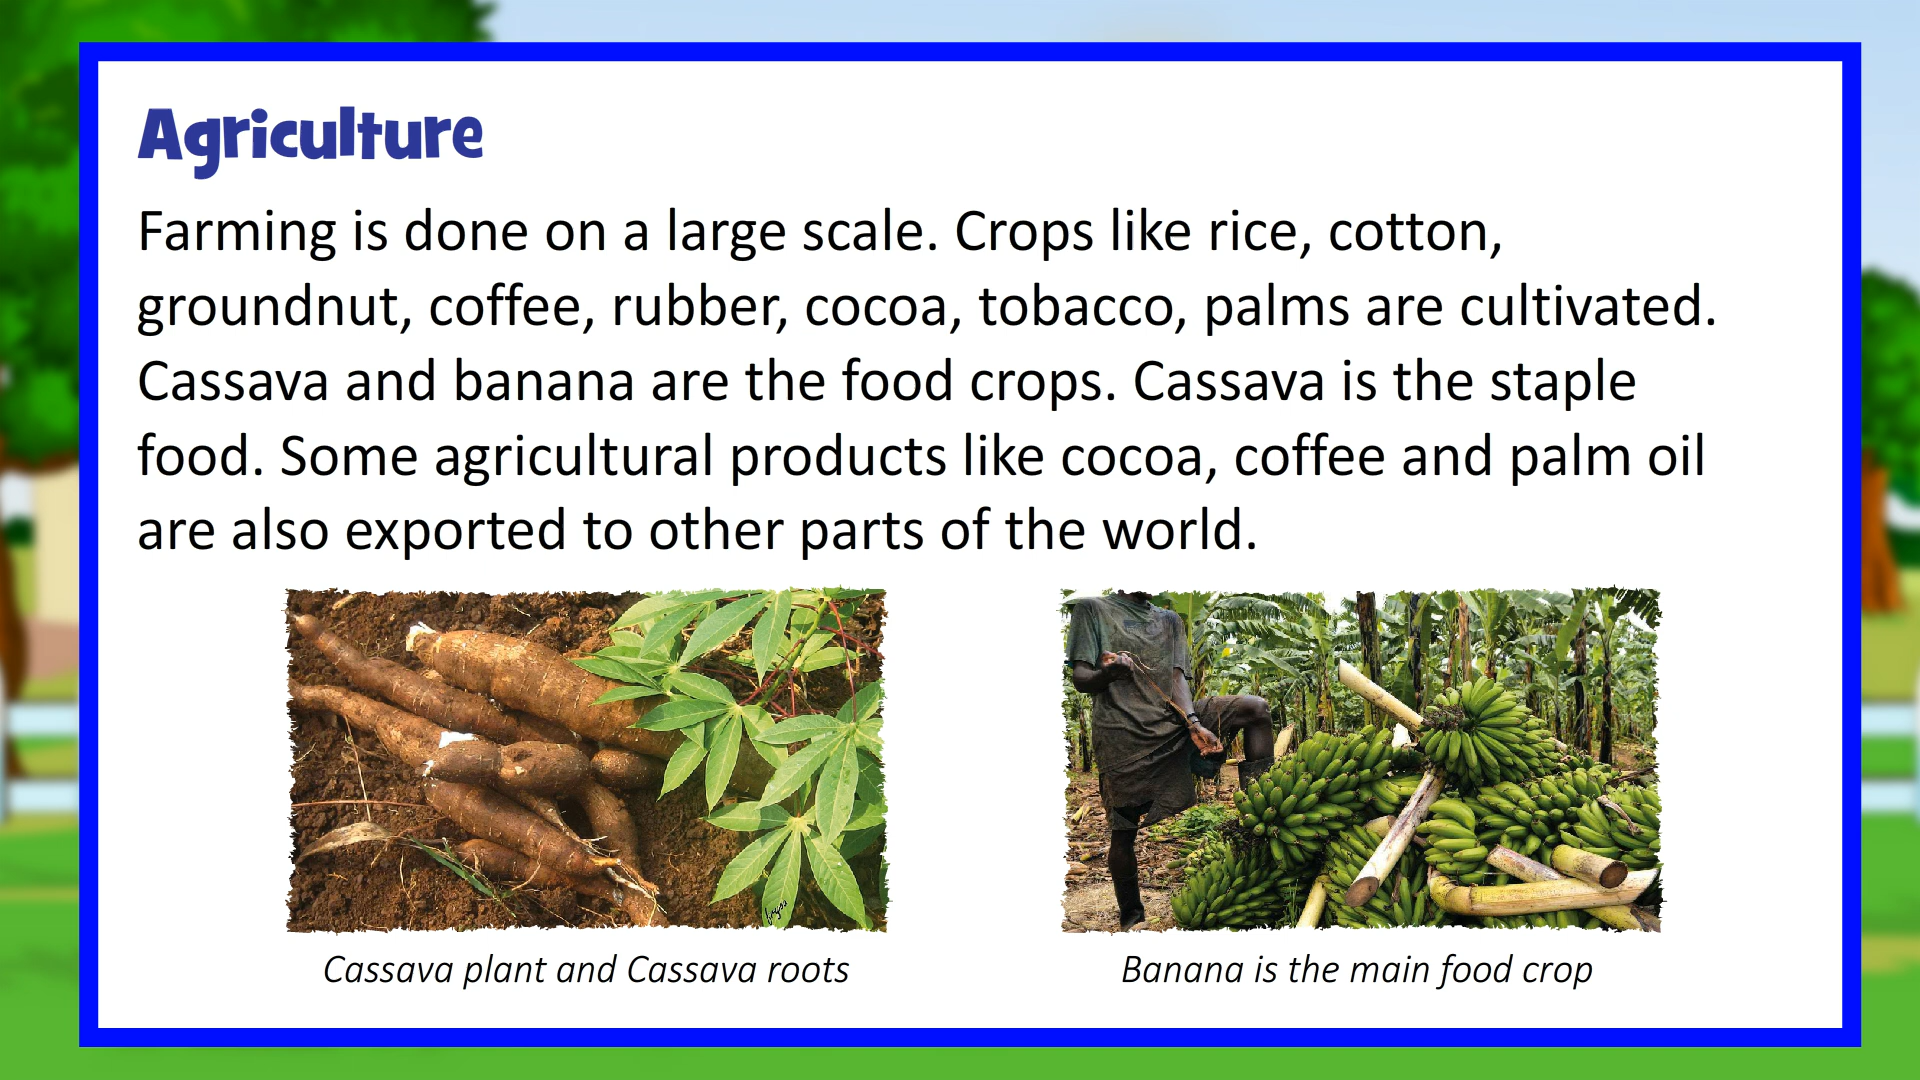 Agriculture
Farming is done on a large scale. Crops like rice, cotton,
groundnut, coffee, rubber, cocoa, tobacco, palms are cultivated.
Cassava and banana are the food crops. Cassava is the staple
food. Some agricultural products like cocoa, coffee and palm oil
are also exported to other parts of the world.
Cassava plant and Cassava roots
Banana is the main food crop